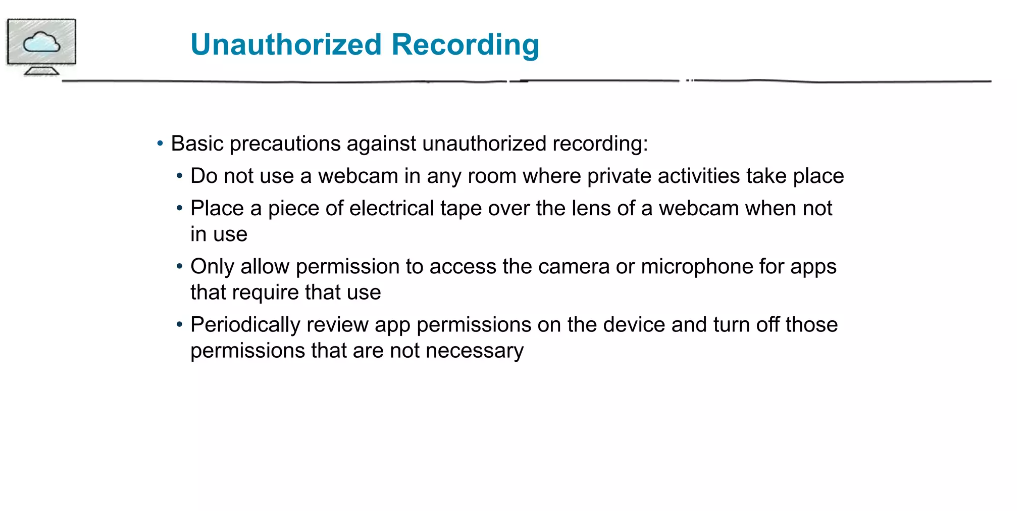 Unauthorized Recording
• Basic precautions against unauthorized recording:
• Do not use a webcam in any room where private activities take place
• Place a piece of electrical tape over the lens of a webcam when not
in use
• Only allow permission to access the camera or microphone for apps
that require that use
• Periodically review app permissions on the device and turn off those
permissions that are not necessary